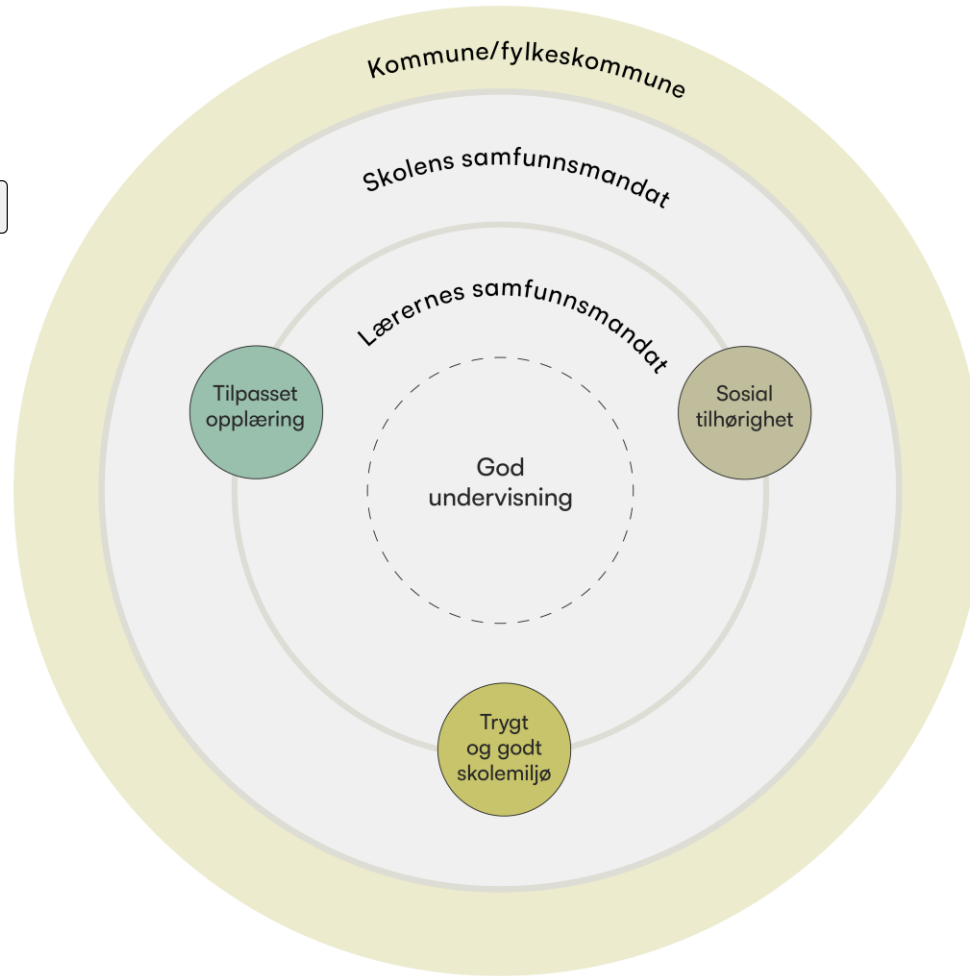 Kommune/fylkeskommune
Skolens samfunnsmandat
Lærernes samfunnsmandat
Tilpasset
opplæring
Sosial
tilhørighet
God
undervisning
Trygt
og godt
skolemiljø